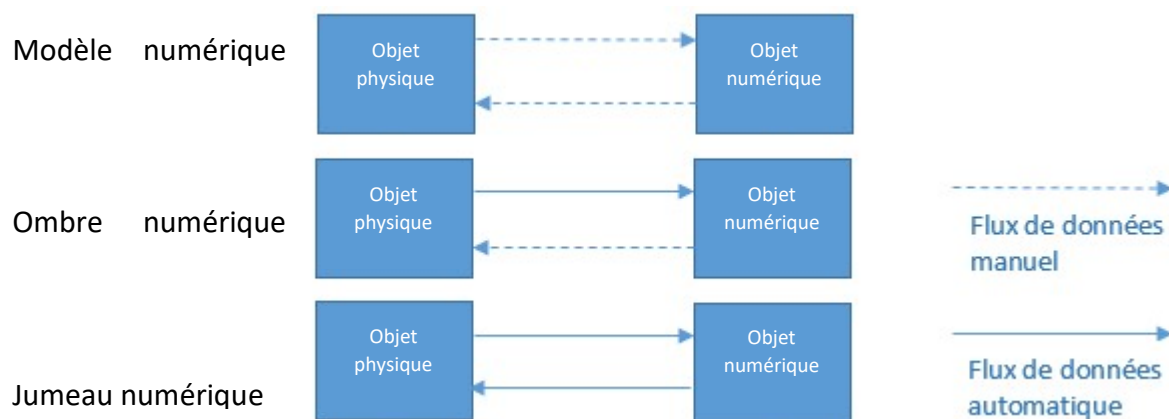 Modèle numérique
Objet
physique
Objet
numérique
Ombre numérique
Objet
physique
Objet
numérique
Flux de données
manuel
Jumeau numérique
Objet
physique
Objet
numérique
Flux de données
automatique